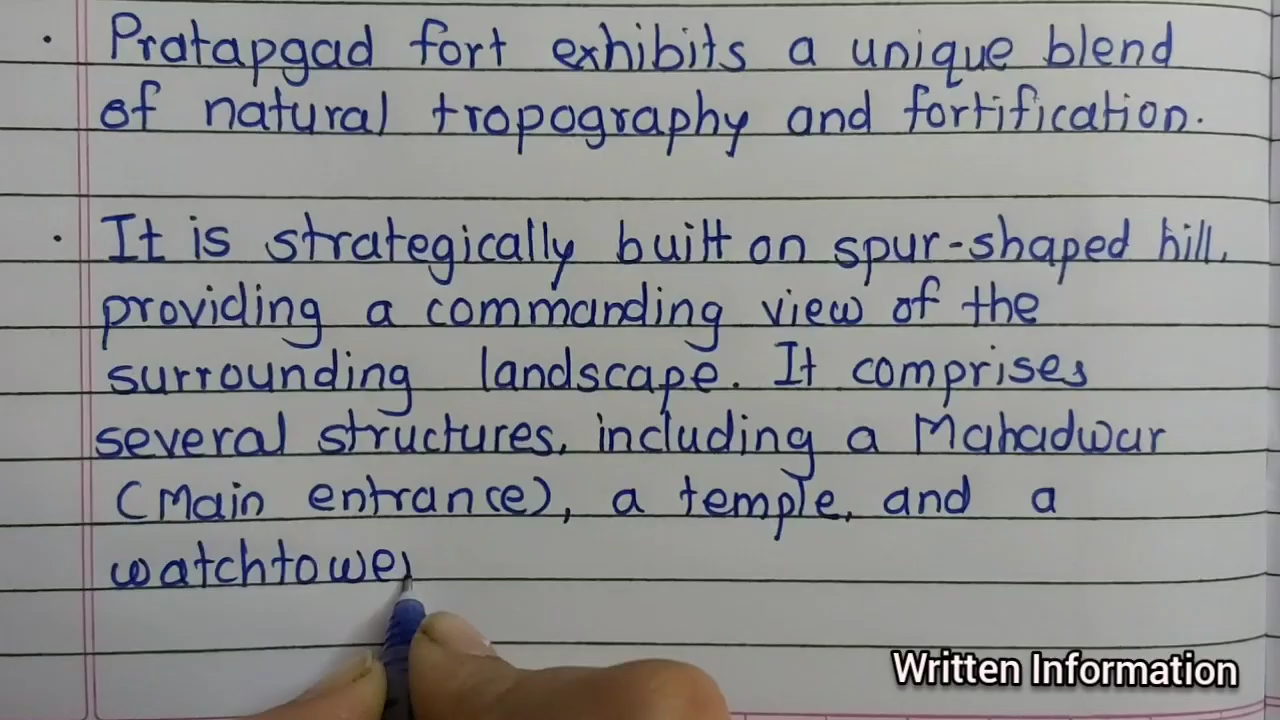 · Pratapgad fort exhibits a unique blend
of natural tropography and fortification.
· It is strategically built on spur-shaped hill,
providing a commanding view of the
surrounding landscape. It comprises
several structures, including a Mahadwar
(Main entrance), a temple, and a
watchtower
Written Information